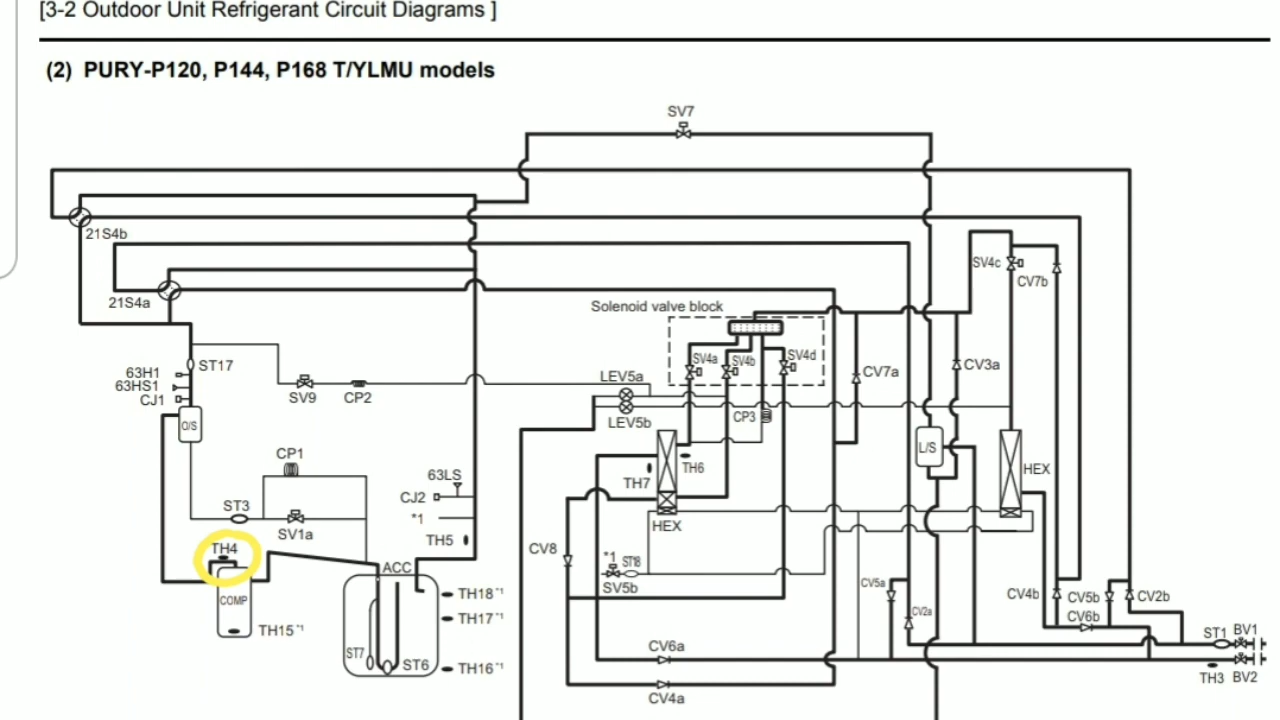 [3-2 Outdoor Unit Refrigerant Circuit Diagrams ]
(2) PURY-P120, P144, P168 T/YLMU models
SV7
21S4b
21S4a
Solenoid valve block
SV4c
CV7b
SV4a
SV4b
SV4d
ST17
63H1
63HS1
CJ1
SV9
CP2
LEV5a
LEV5b
CP3
CV7a
CV3a
O/S
L/S
HEX
TH6
TH7
HEX
CP1
ST3
SV1a
63LS
CJ2
*1
TH5
TH4
COMP
TH15*1
ACC
ST7
ST6
TH18*1
TH17*1
TH16*1
CV8
*1
ST18
SV5b
CV5a
CV2a
CV4b
CV5b
CV2b
CV6b
CV6a
CV4a
ST1
BV1
TH3
BV2